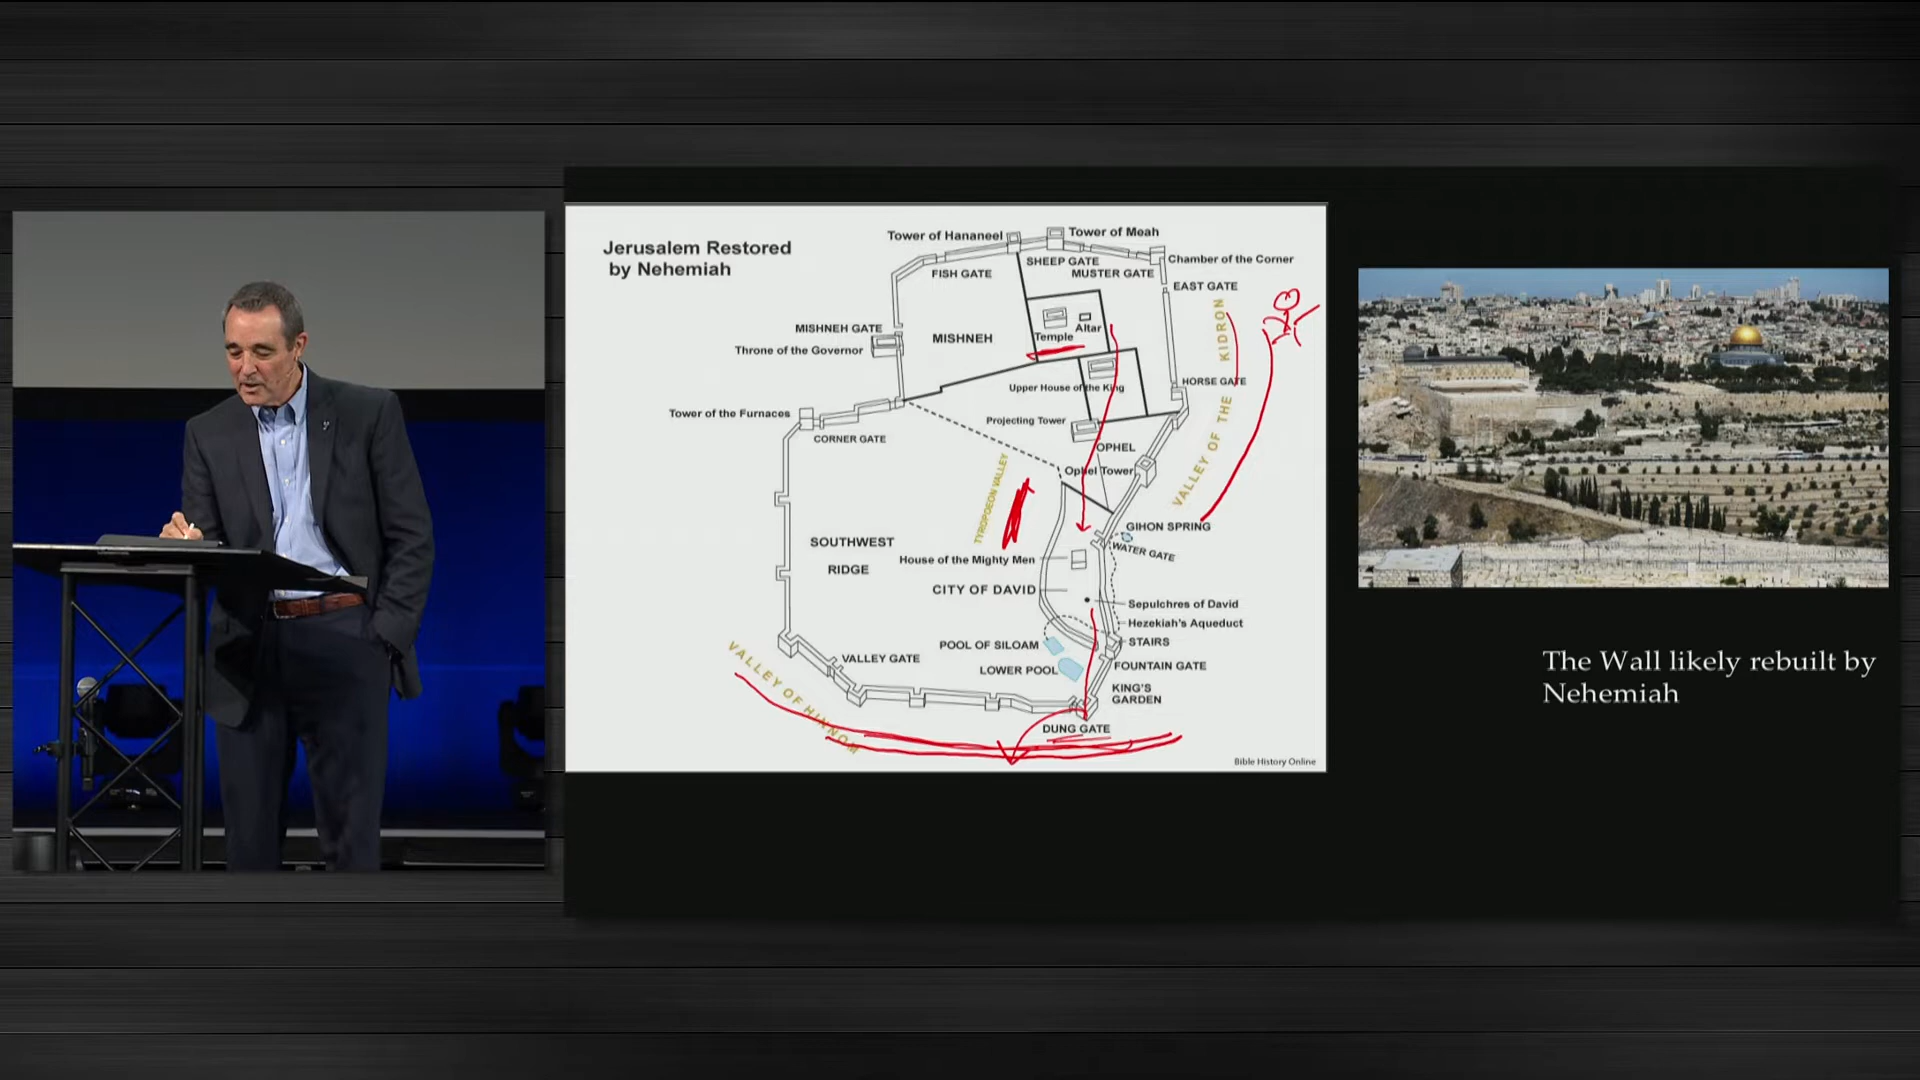 Jerusalem Restored
by Nehemiah
Tower of Hananeel
Tower of Meah
FISH GATE
SHEEP GATE
MUSTER GATE
Chamber of the Corner
EAST GATE
MISHNEH GATE
Throne of the Governor
MISHNEH
Temple
Altar
VALLEY OF THE KIDRON
Upper House of the King
HORSE GATE
Tower of the Furnaces
CORNER GATE
Projecting Tower
OPHEL
Ophel Tower
TYROPOEON VALLEY
GIHON SPRING
WATER GATE
SOUTHWEST
RIDGE
House of the Mighty Men
CITY OF DAVID
Sepulchres of David
Hezekiah's Aqueduct
STAIRS
POOL OF SILOAM
LOWER POOL
FOUNTAIN GATE
VALLEY GATE
VALLEY OF HINNOM
KING'S
GARDEN
DUNG GATE
Bible History Online
The Wall likely rebuilt by
Nehemiah